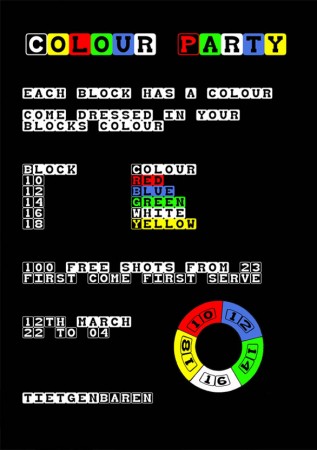 COLOUR PARTY
EACH BLOCK HAS A COLOUR
COME DRESSED IN YOUR
BLOCKS COLOUR
BLOCK COLOUR
10 RED
12 BLUE
14 GREEN
16 WHITE
18 YELLOW
100 FREE SHOTS FROM 23
FIRST COME FIRST SERVE
12TH MARCH
22 TO 04
10
12
14
16
18
TIETGENBAREN